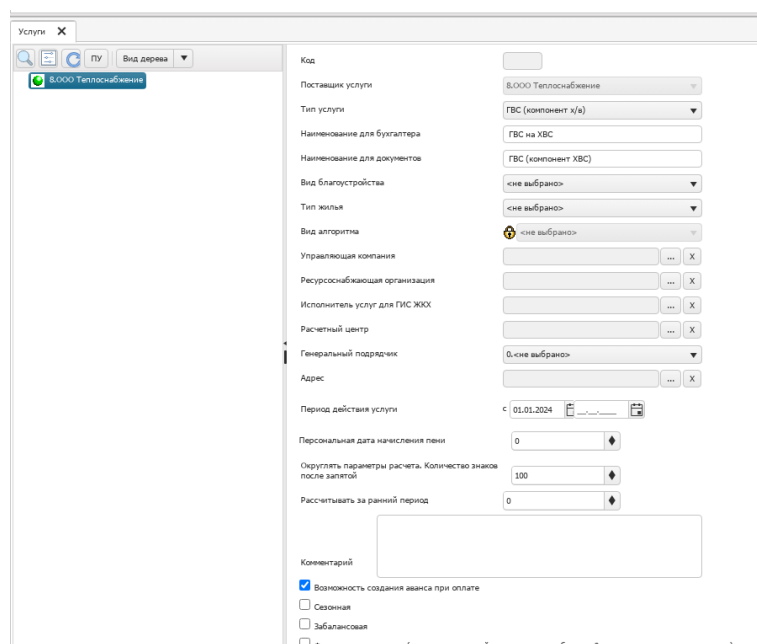 Услуги X
ПУ Вид дерева
8.ООО Теплоснабжение
Код
Поставщик услуги 8.ООО Теплоснабжение
Тип услуги ГВС (компонент х/в)
Наименование для бухгалтера ГВС на ХВС
Наименование для документов ГВС (компонент ХВС)
Вид благоустройства <не выбрано>
Тип жилья <не выбрано>
Вид алгоритма <не выбрано>
Управляющая компания ... X
Ресурсоснабжающая организация ... X
Исполнитель услуг для ГИС ЖКХ ... X
Расчетный центр ... X
Генеральный подрядчик 0.<не выбрано>
Адрес ... X
Период действия услуги с 01.01.2024 __.__.____
Персональная дата начисления пени 0
Округлять параметры расчета. Количество знаков
после запятой 100
Рассчитывать за ранний период 0
Комментарий
Возможность создания аванса при оплате
Сезонная
Забалансовая